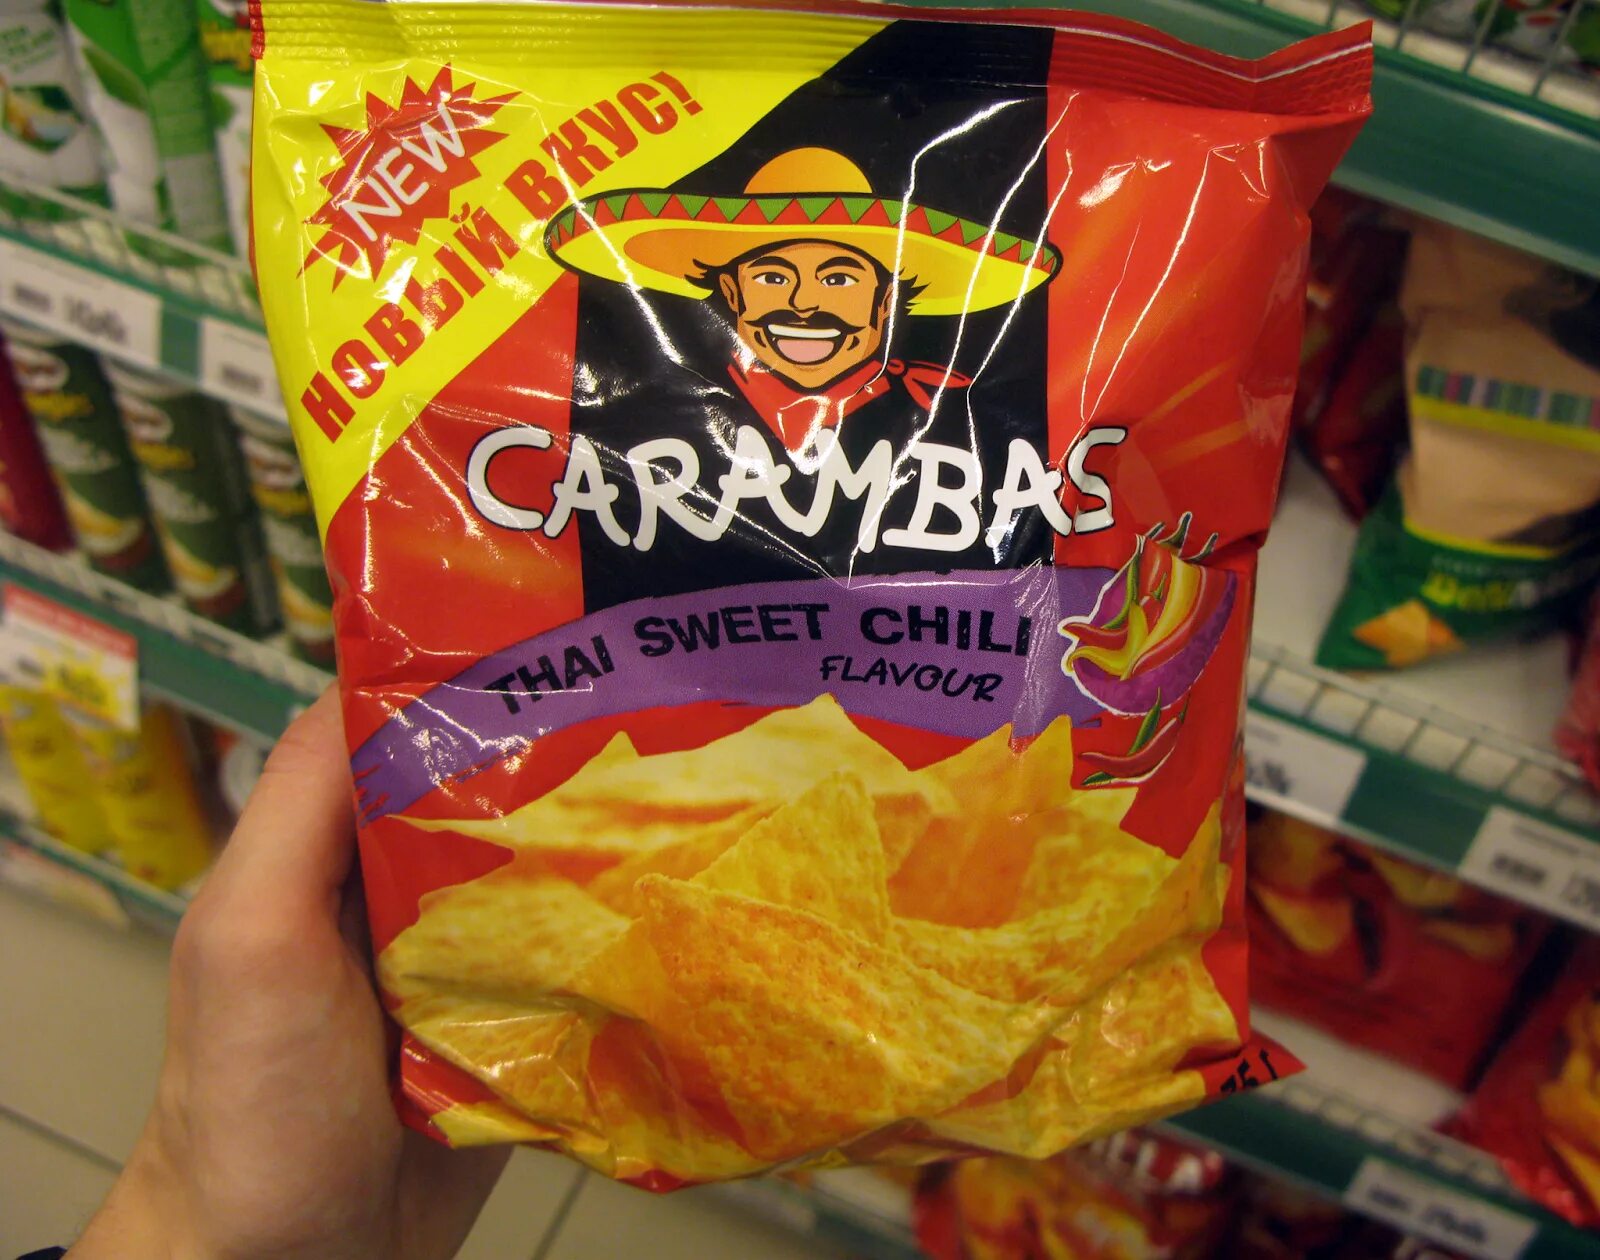 NEW
НОВЫЙ ВКУС!
CARAMBAS
THAI SWEET CHILI
FLAVOUR